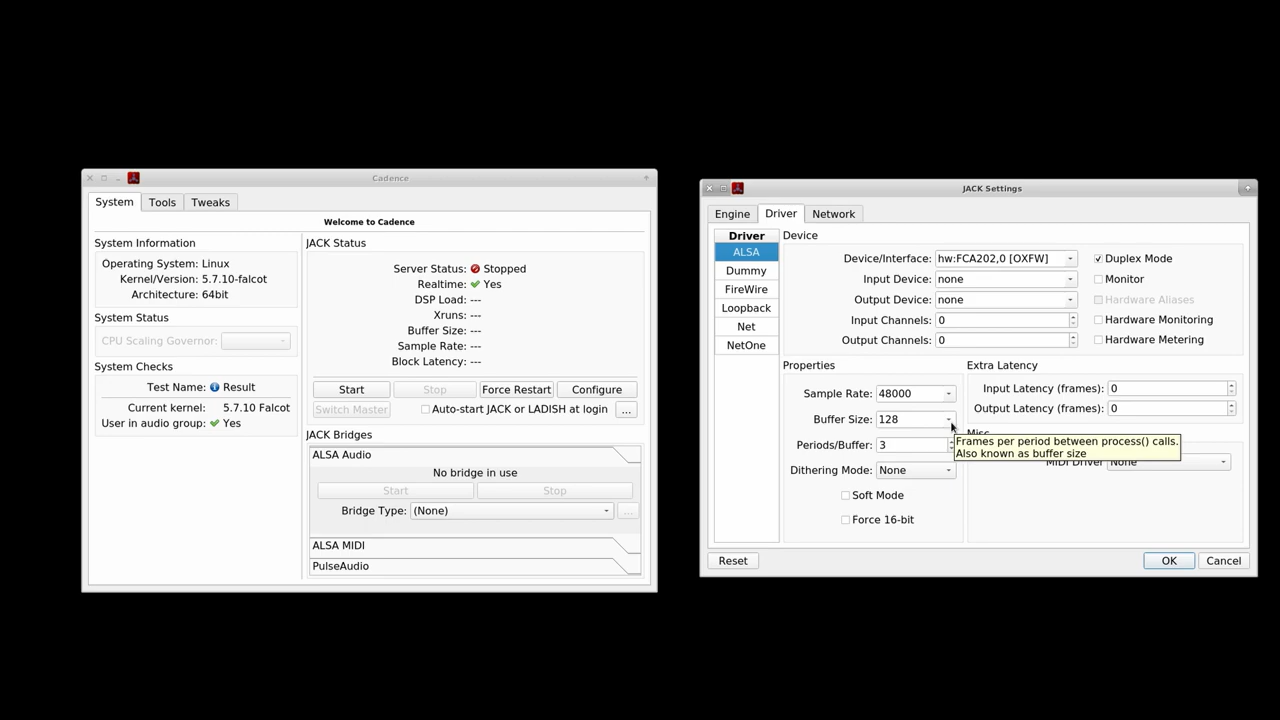 Cadence
System Tools Tweaks
Welcome to Cadence
System Information
Operating System: Linux
Kernel/Version: 5.7.10-falcot
Architecture: 64bit
System Status
CPU Scaling Governor:
System Checks
Test Name: Result
Current kernel: 5.7.10 Falcot
User in audio group: Yes
JACK Status
Server Status: Stopped
Realtime: Yes
DSP Load: ---
Xruns: ---
Buffer Size: ---
Sample Rate: ---
Block Latency: ---
Start Stop Force Restart Configure
Switch Master Auto-start JACK or LADISH at login ...
JACK Bridges
ALSA Audio
No bridge in use
Start Stop
Bridge Type: (None) ...
ALSA MIDI
PulseAudio
JACK Settings
Engine Driver Network
Driver
ALSA
Dummy
FireWire
Loopback
Net
NetOne
Device
Device/Interface: hw:FCA202,0 [OXFW] Duplex Mode
Input Device: none Monitor
Output Device: none Hardware Aliases
Input Channels: 0 Hardware Monitoring
Output Channels: 0 Hardware Metering
Properties
Sample Rate: 48000
Buffer Size: 128
Periods/Buffer: 3
Dithering Mode: None
Soft Mode
Force 16-bit
Extra Latency
Input Latency (frames): 0
Output Latency (frames): 0
Frames per period between process() calls.
Also known as buffer size
MIDI Driver None
Reset OK Cancel